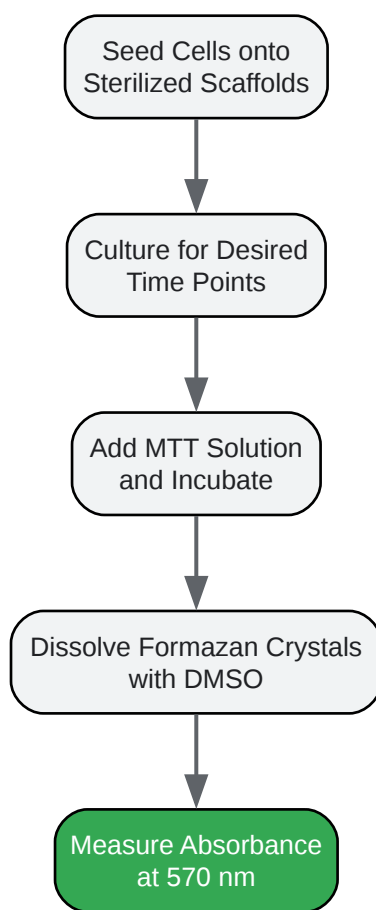 Seed Cells onto
Sterilized Scaffolds
Culture for Desired
Time Points
Add MTT Solution
and Incubate
Dissolve Formazan Crystals
with DMSO
Measure Absorbance
at 570 nm